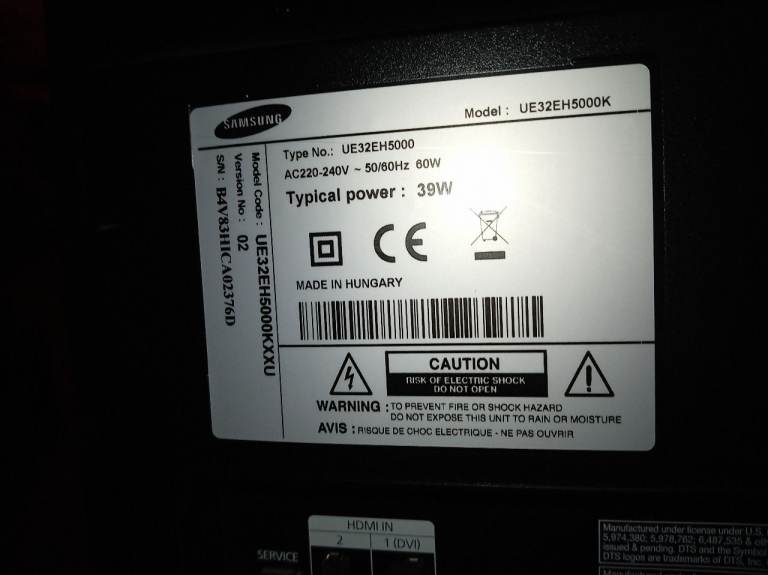 SAMSUNG
Model : UE32EH5000K
Type No.: UE32EH5000
AC220-240V ~ 50/60Hz 60W
Typical power : 39W
Model Code : UE32EH5000KXXU
Version No : 02
S/N : B4V83HICA02376D
CE
MADE IN HUNGARY
CAUTION
RISK OF ELECTRIC SHOCK
DO NOT OPEN
WARNING : TO PREVENT FIRE OR SHOCK HAZARD
DO NOT EXPOSE THIS UNIT TO RAIN OR MOISTURE
AVIS : RISQUE DE CHOC ELECTRIQUE - NE PAS OUVRIR
HDMI IN
2 1 (DVI)
SERVICE
Manufactured under license under U.S.
5,974,380; 5,978,762; 6,487,535 &
issued & pending. DTS and the Symbol
DTS logos are trademarks of DTS, Inc.